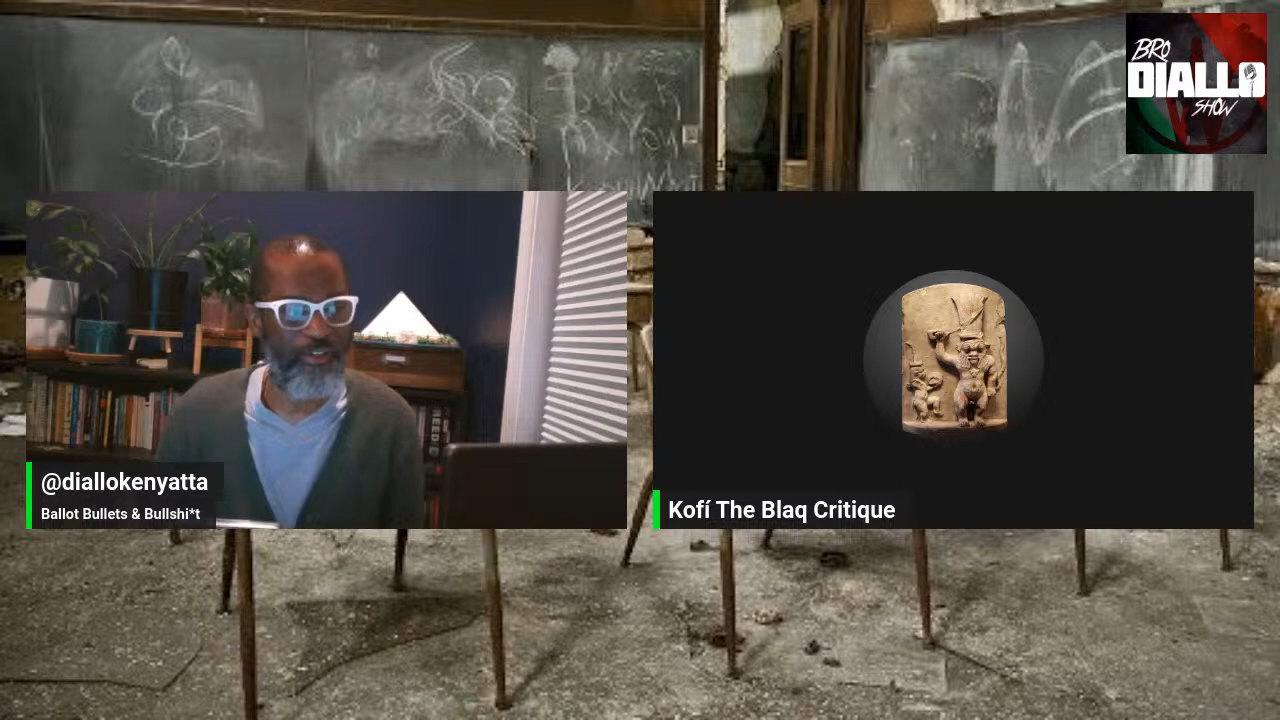 BRO
DIALLO
SHOW
@diallokenyatta
Ballot Bullets & Bullshi*t
Kofí The Blaq Critique